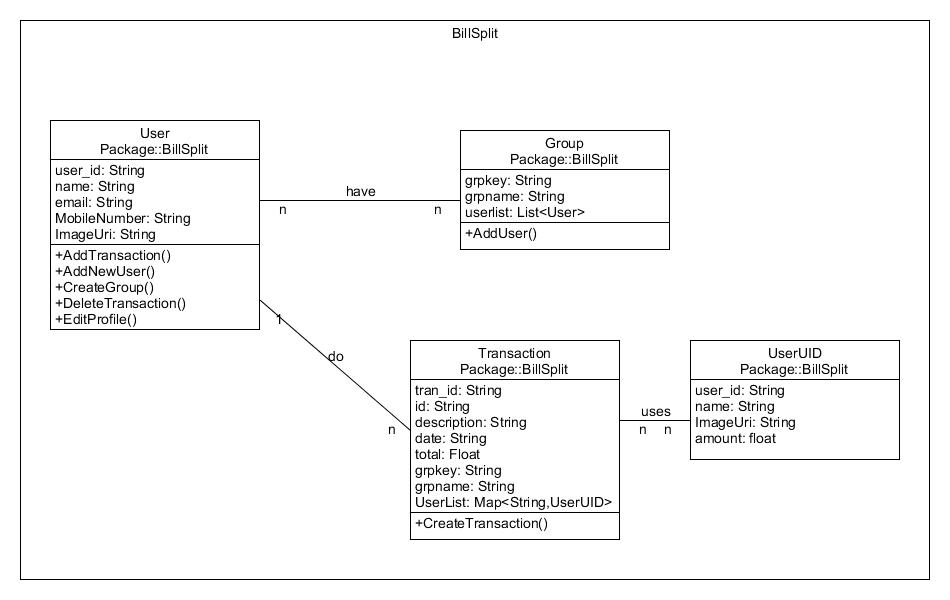 BillSplit
User
Package::BillSplit
user_id: String
name: String
email: String
MobileNumber: String
ImageUri: String
+AddTransaction()
+AddNewUser()
+CreateGroup()
+DeleteTransaction()
+EditProfile()
have
n
n
Group
Package::BillSplit
grpkey: String
grpname: String
userlist: List<User>
+AddUser()
1
do
n
Transaction
Package::BillSplit
tran_id: String
id: String
description: String
date: String
total: Float
grpkey: String
grpname: String
UserList: Map<String,UserUID>
+CreateTransaction()
uses
n n
UserUID
Package::BillSplit
user_id: String
name: String
ImageUri: String
amount: float